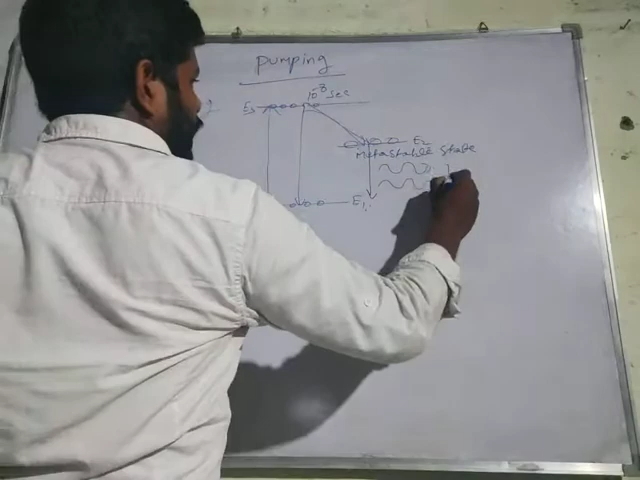 Pumping
10⁻⁸ sec
E3
E2
Metastable State
E1